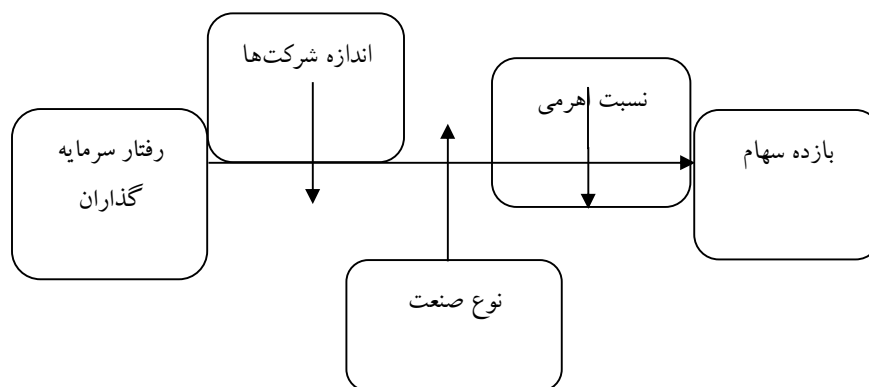 اندازه شرکت‌ها
نسبت اهرمی
رفتار سرمایه
گذاران
بازده سهام
نوع صنعت